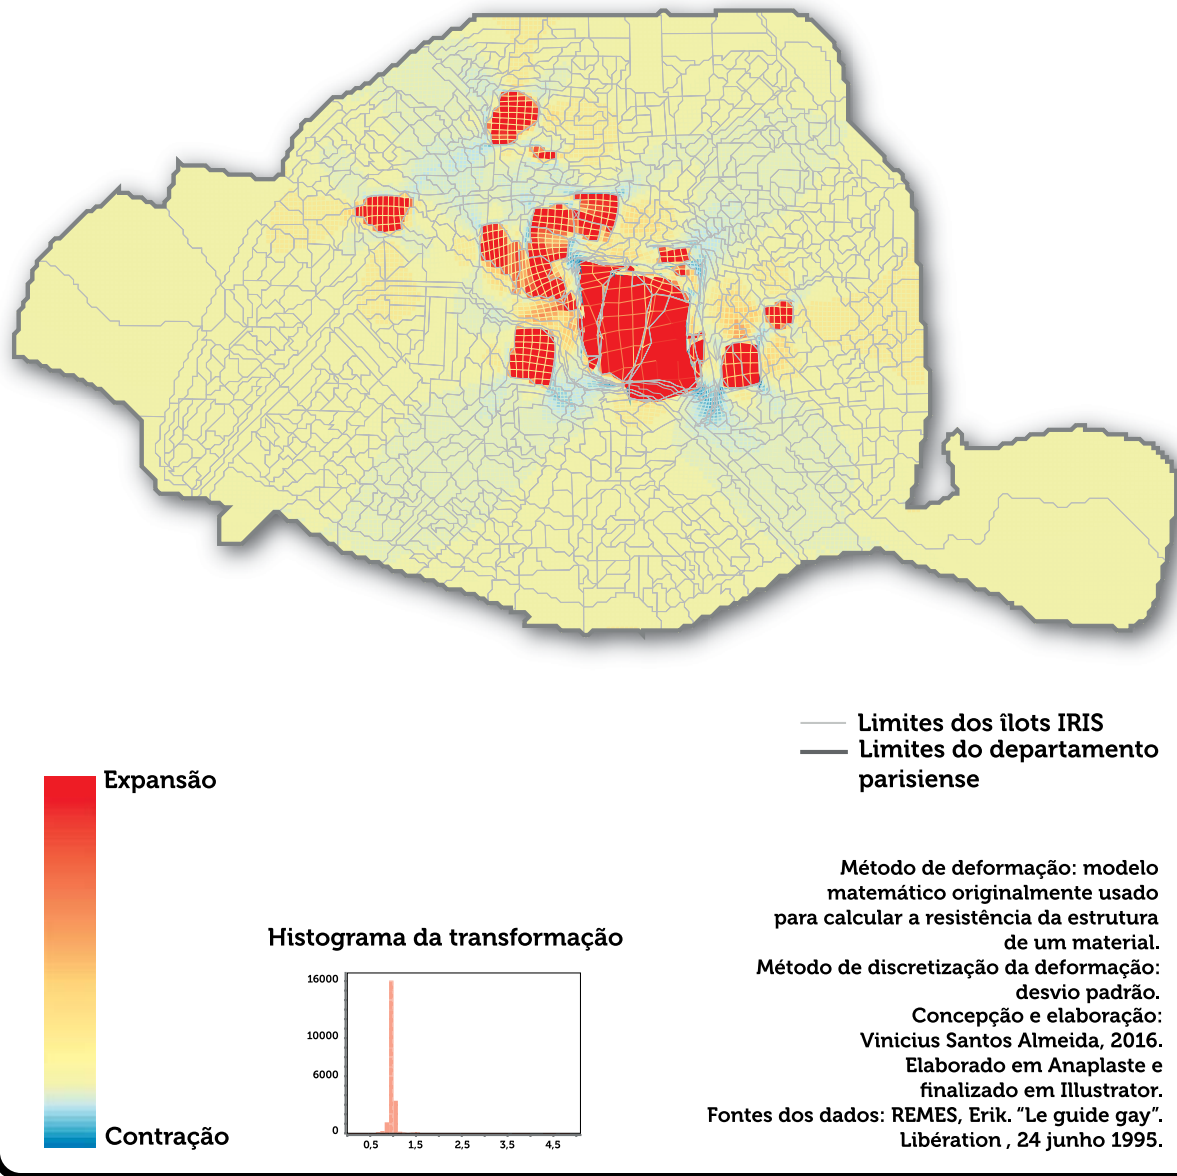 Limites dos îlots IRIS
Limites do departamento
parisiense
Expansão
Contração
Histograma da transformação
16000
10000
6000
0
0,5
1,5
2,5
3,5
4,5
Método de deformação: modelo
matemático originalmente usado
para calcular a resistência da estrutura
de um material.
Método de discretização da deformação:
desvio padrão.
Concepção e elaboração:
Vinicius Santos Almeida, 2016.
Elaborado em Anaplaste e
finalizado em Illustrator.
Fontes dos dados: REMES, Erik. “Le guide gay”.
Libération , 24 junho 1995.